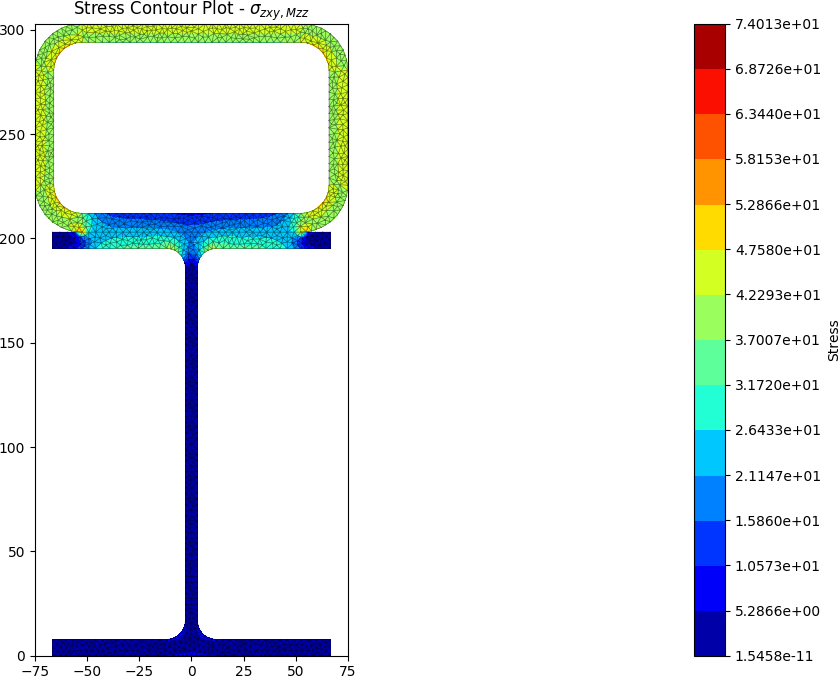 Stress Contour Plot - σzxy,Mzz
300
250
200
150
100
50
0
−75 −50 −25 0 25 50 75
7.4013e+01
6.8726e+01
6.3440e+01
5.8153e+01
5.2866e+01
4.7580e+01
4.2293e+01
3.7007e+01
3.1720e+01
2.6433e+01
2.1147e+01
1.5860e+01
1.0573e+01
5.2866e+00
1.5458e-11
Stress